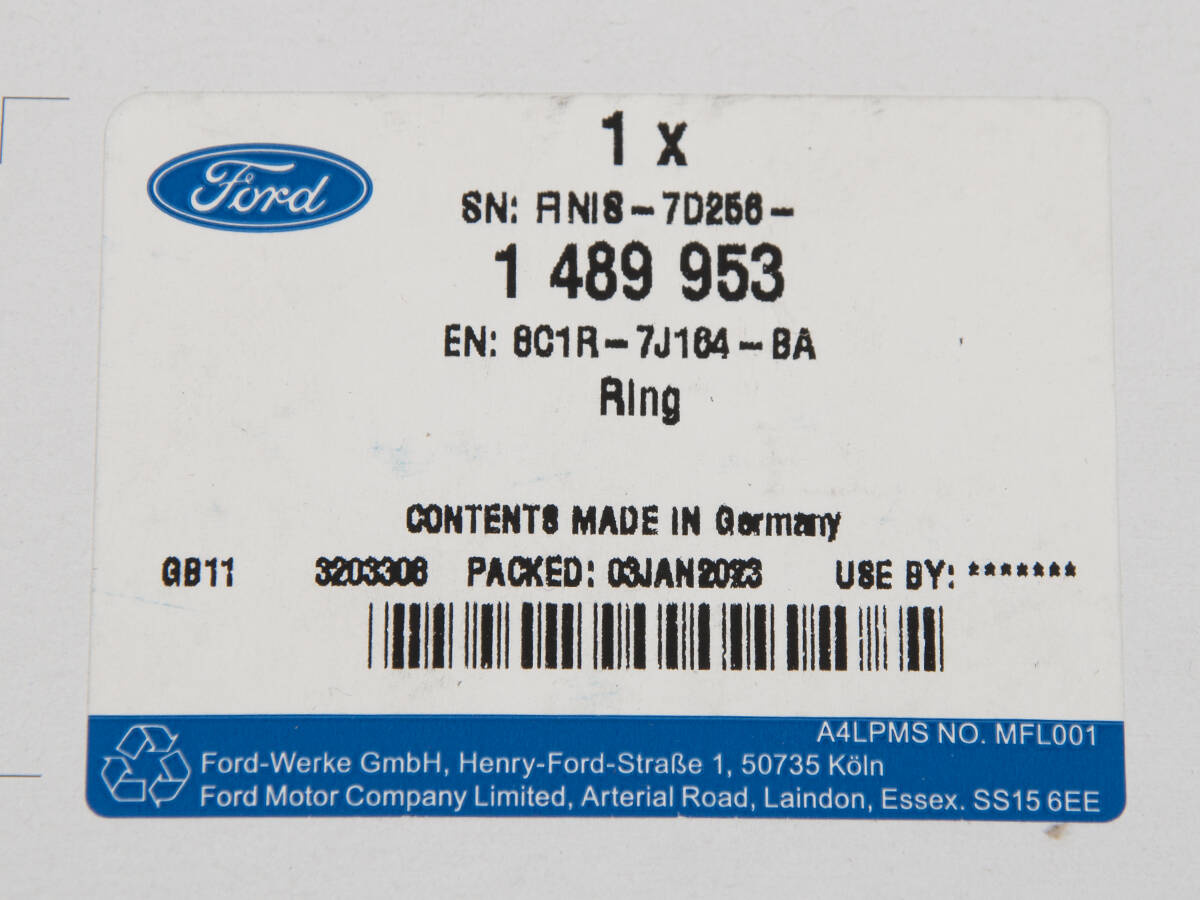 1 x
Ford
SN: FINIS-7D256-
1 489 953
EN: 8C1R-7J164-BA
Ring
CONTENTS MADE IN Germany
GB11 3203308 PACKED: 03JAN2023 USE BY: *******
A4LPMS NO. MFL001
Ford-Werke GmbH, Henry-Ford-Straße 1, 50735 Köln
Ford Motor Company Limited, Arterial Road, Laindon, Essex. SS15 6EE